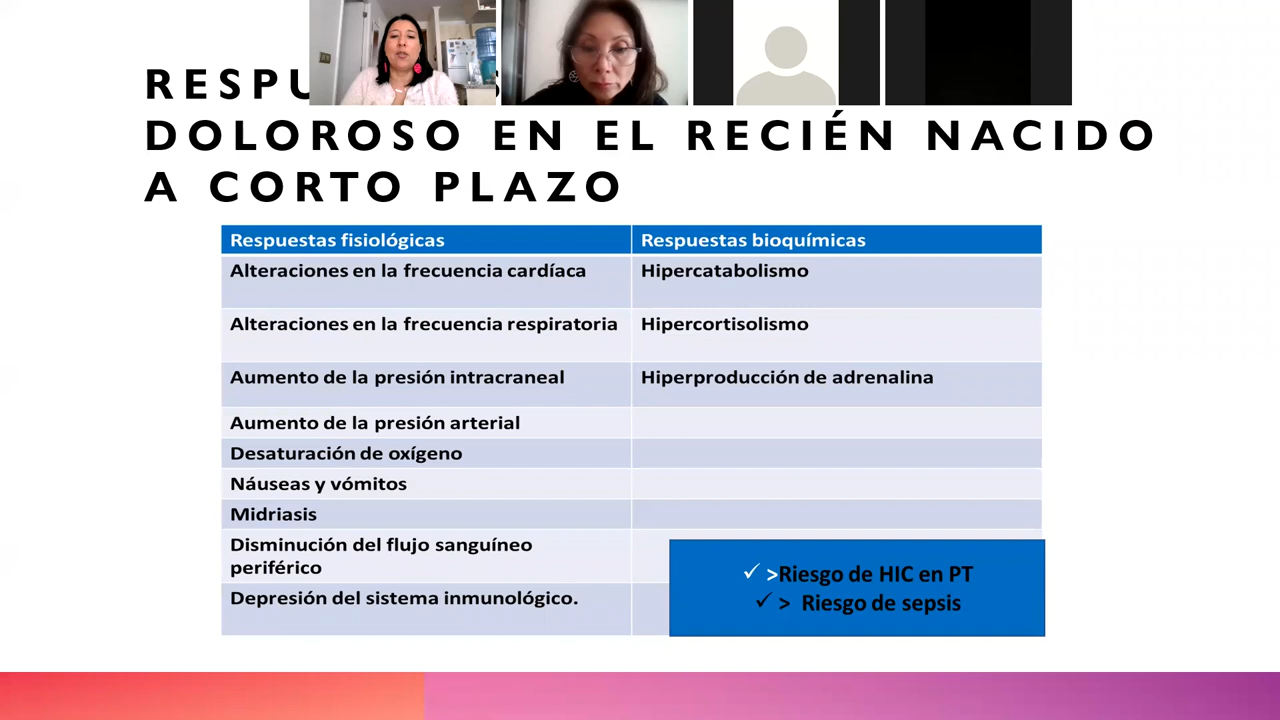 DOLOROSO EN EL RECIÉN NACIDO
A CORTO PLAZO
Respuestas fisiológicas
Respuestas bioquímicas
Alteraciones en la frecuencia cardíaca
Hipercatabolismo
Alteraciones en la frecuencia respiratoria
Hipercortisolismo
Aumento de la presión intracraneal
Hiperproducción de adrenalina
Aumento de la presión arterial
Desaturación de oxígeno
Náuseas y vómitos
Midriasis
Disminución del flujo sanguíneo
periférico
Depresión del sistema inmunológico.
✓ >Riesgo de HIC en PT
✓ > Riesgo de sepsis